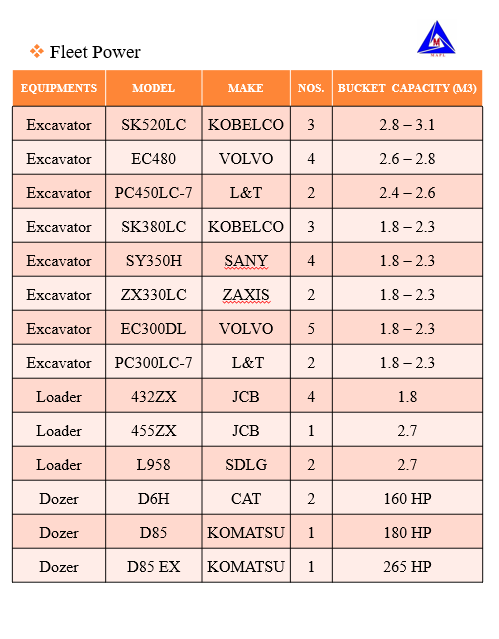 ❖ Fleet Power
M
M A P L
EQUIPMENTS MODEL MAKE NOS. BUCKET CAPACITY (M3)
Excavator SK520LC KOBELCO 3 2.8 – 3.1
Excavator EC480 VOLVO 4 2.6 – 2.8
Excavator PC450LC-7 L&T 2 2.4 – 2.6
Excavator SK380LC KOBELCO 3 1.8 – 2.3
Excavator SY350H SANY 4 1.8 – 2.3
Excavator ZX330LC ZAXIS 2 1.8 – 2.3
Excavator EC300DL VOLVO 5 1.8 – 2.3
Excavator PC300LC-7 L&T 2 1.8 – 2.3
Loader 432ZX JCB 4 1.8
Loader 455ZX JCB 1 2.7
Loader L958 SDLG 2 2.7
Dozer D6H CAT 2 160 HP
Dozer D85 KOMATSU 1 180 HP
Dozer D85 EX KOMATSU 1 265 HP